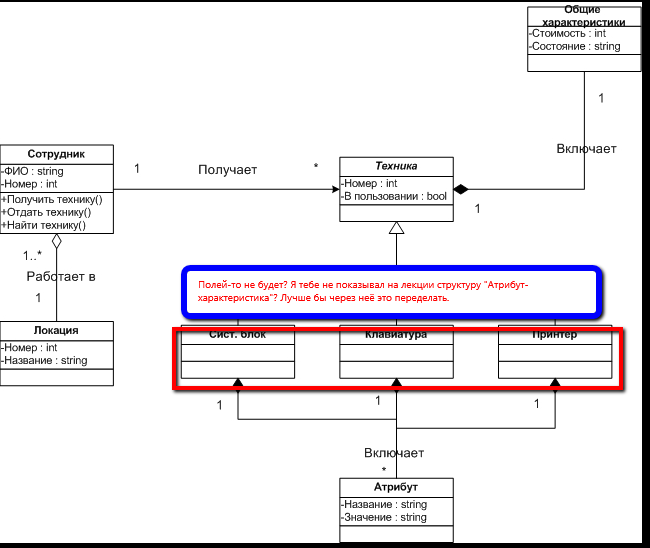 Общие
характеристики
-Стоимость : int
-Состояние : string
1
Включает
1
Сотрудник
-ФИО : string
-Номер : int
+Получить технику()
+Отдать технику()
+Найти технику()
1
Получает
*
Техника
-Номер : int
-В пользовании : bool
1..*
Работает в
1
Локация
-Номер : int
-Название : string
Полей-то не будет? Я тебе не показывал на лекции структуру "Атрибут-
характеристика"? Лучше бы через неё это переделать.
Сист. блок
Клавиатура
Принтер
1
1
1
Включает
*
Атрибут
-Название : string
-Значение : string